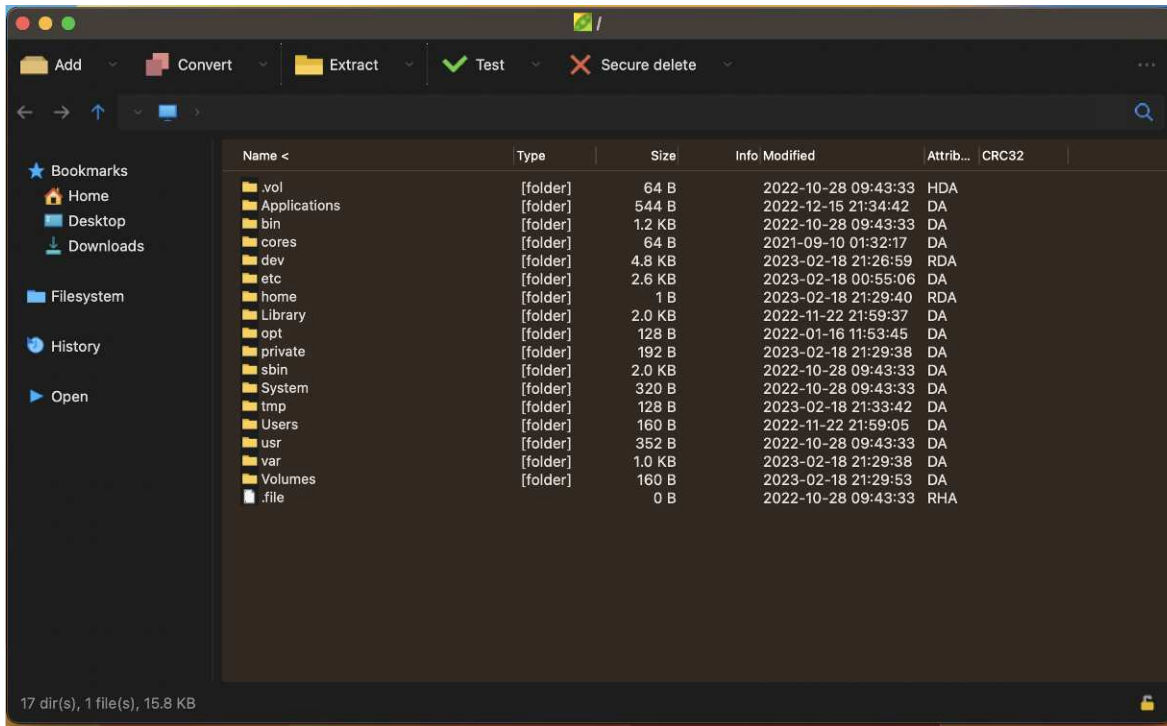 /
Add Convert Extract Test Secure delete ...
Bookmarks
Home
Desktop
Downloads
Filesystem
History
Open
Name < Type Size Info Modified Attrib... CRC32
.vol [folder] 64 B 2022-10-28 09:43:33 HDA
Applications [folder] 544 B 2022-12-15 21:34:42 DA
bin [folder] 1.2 KB 2022-10-28 09:43:33 DA
cores [folder] 64 B 2021-09-10 01:32:17 DA
dev [folder] 4.8 KB 2023-02-18 21:26:59 RDA
etc [folder] 2.6 KB 2023-02-18 00:55:06 DA
home [folder] 1 B 2023-02-18 21:29:40 RDA
Library [folder] 2.0 KB 2022-11-22 21:59:37 DA
opt [folder] 128 B 2022-01-16 11:53:45 DA
private [folder] 192 B 2023-02-18 21:29:38 DA
sbin [folder] 2.0 KB 2022-10-28 09:43:33 DA
System [folder] 320 B 2022-10-28 09:43:33 DA
tmp [folder] 128 B 2023-02-18 21:33:42 DA
Users [folder] 160 B 2022-11-22 21:59:05 DA
usr [folder] 352 B 2022-10-28 09:43:33 DA
var [folder] 1.0 KB 2023-02-18 21:29:38 DA
Volumes [folder] 160 B 2023-02-18 21:29:53 DA
.file 0 B 2022-10-28 09:43:33 RHA
17 dir(s), 1 file(s), 15.8 KB